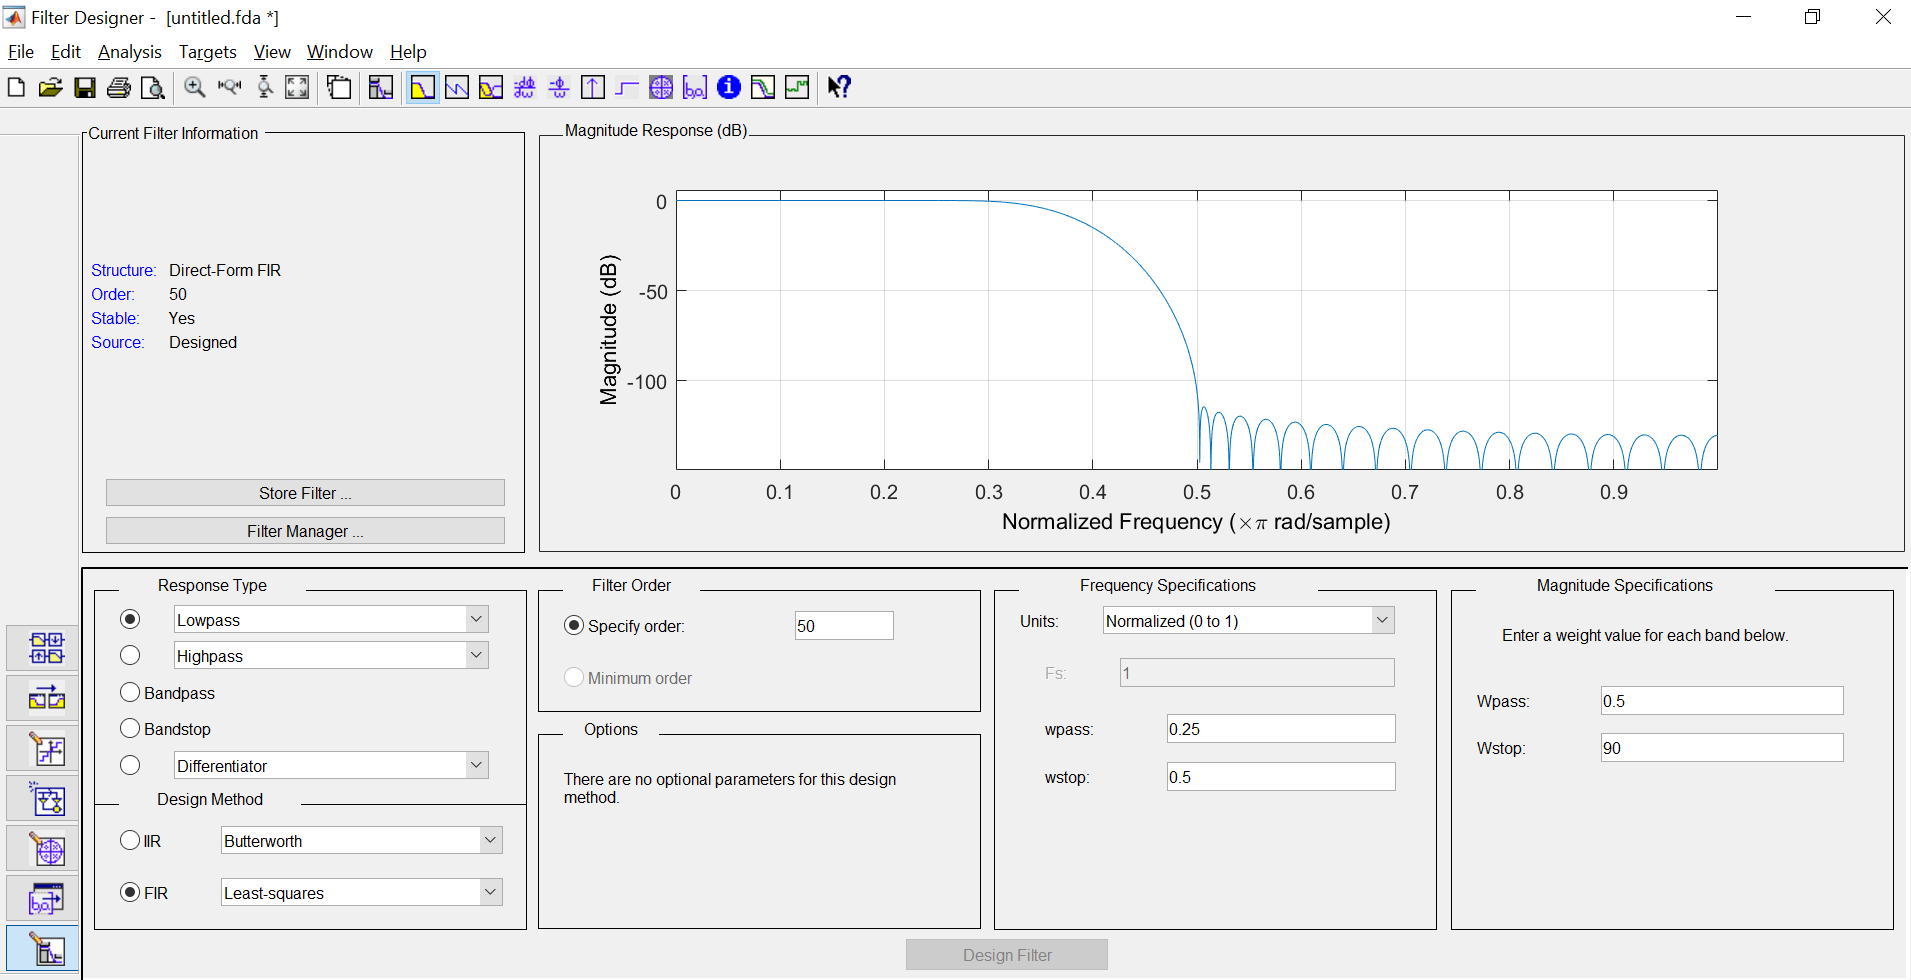 Filter Designer - [untitled.fda *]
File Edit Analysis Targets View Window Help
Current Filter Information
Structure: Direct-Form FIR
Order: 50
Stable: Yes
Source: Designed
Store Filter ...
Filter Manager ...
Magnitude Response (dB)
Magnitude (dB)
0
-50
-100
0 0.1 0.2 0.3 0.4 0.5 0.6 0.7 0.8 0.9
Normalized Frequency (×π rad/sample)
Response Type
Lowpass
Highpass
Bandpass
Bandstop
Differentiator
Design Method
IIR Butterworth
FIR Least-squares
Filter Order
Specify order: 50
Minimum order
Options
There are no optional parameters for this design
method.
Frequency Specifications
Units: Normalized (0 to 1)
Fs: 1
wpass: 0.25
wstop: 0.5
Magnitude Specifications
Enter a weight value for each band below.
Wpass: 0.5
Wstop: 90
Design Filter